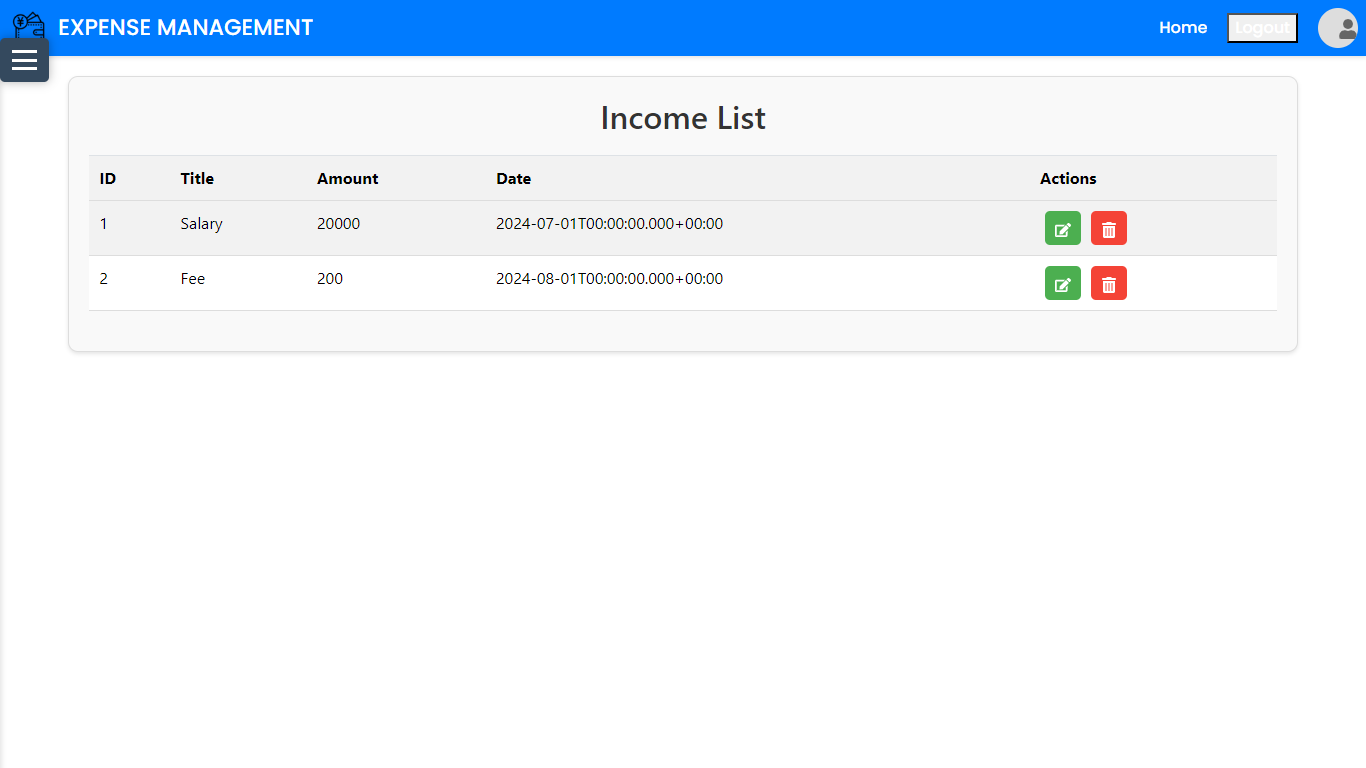 EXPENSE MANAGEMENT
Home Logout
Income List
ID Title Amount Date Actions
1 Salary 20000 2024-07-01T00:00:00.000+00:00
2 Fee 200 2024-08-01T00:00:00.000+00:00